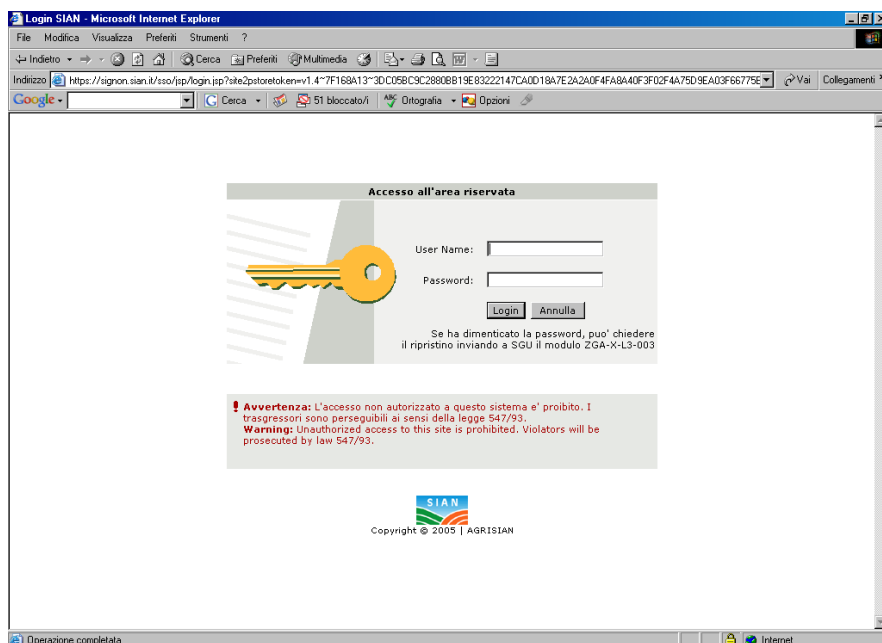 Login SIAN - Microsoft Internet Explorer
File Modifica Visualizza Preferiti Strumenti ?
Indietro Cerca Preferiti Multimedia
Indirizzo https://signon.sian.it/sso/jsp/login.jsp?site2pstoretoken=v1.4~7F168A13~3DC05BC9C2880BB19E83222147CA0D18A7E2A2A0F4FA8A40F3F02F4A75D9EA03F66775E Vai Collegamenti
Google Cerca 51 bloccato/i Ortografia Opzioni
Accesso all'area riservata
User Name:
Password:
Login Annulla
Se ha dimenticato la password, puo' chiedere
il ripristino inviando a SGU il modulo ZGA-X-L3-003
Avvertenza: L'accesso non autorizzato a questo sistema e' proibito. I
trasgressori sono perseguibili ai sensi della legge 547/93.
Warning: Unauthorized access to this site is prohibited. Violators will be
prosecuted by law 547/93.
SIAN
Copyright © 2005 | AGRISIAN
Operazione completata Internet